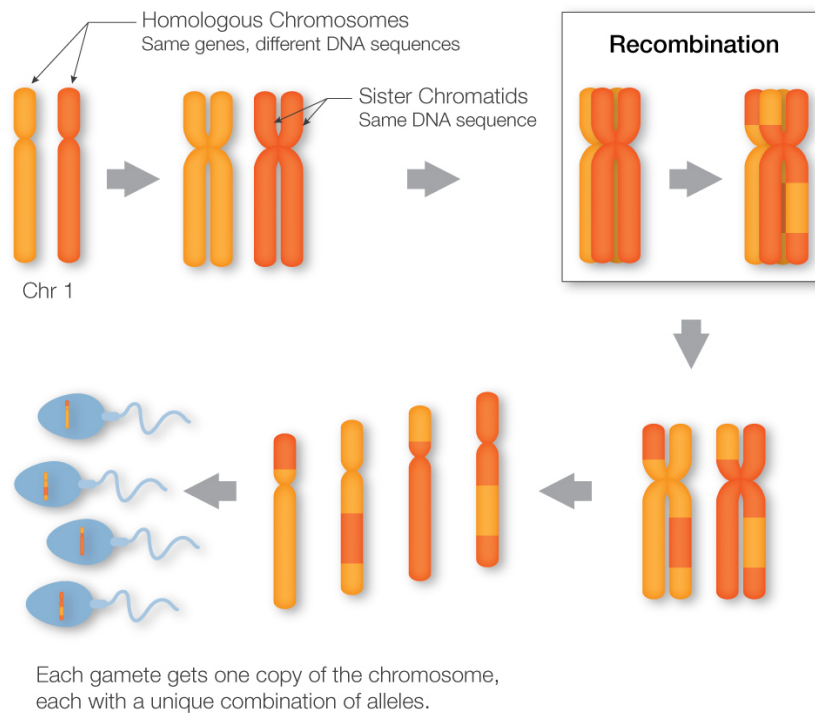 Homologous Chromosomes
Same genes, different DNA sequences
Recombination
Sister Chromatids
Same DNA sequence
Chr 1
Each gamete gets one copy of the chromosome,
each with a unique combination of alleles.